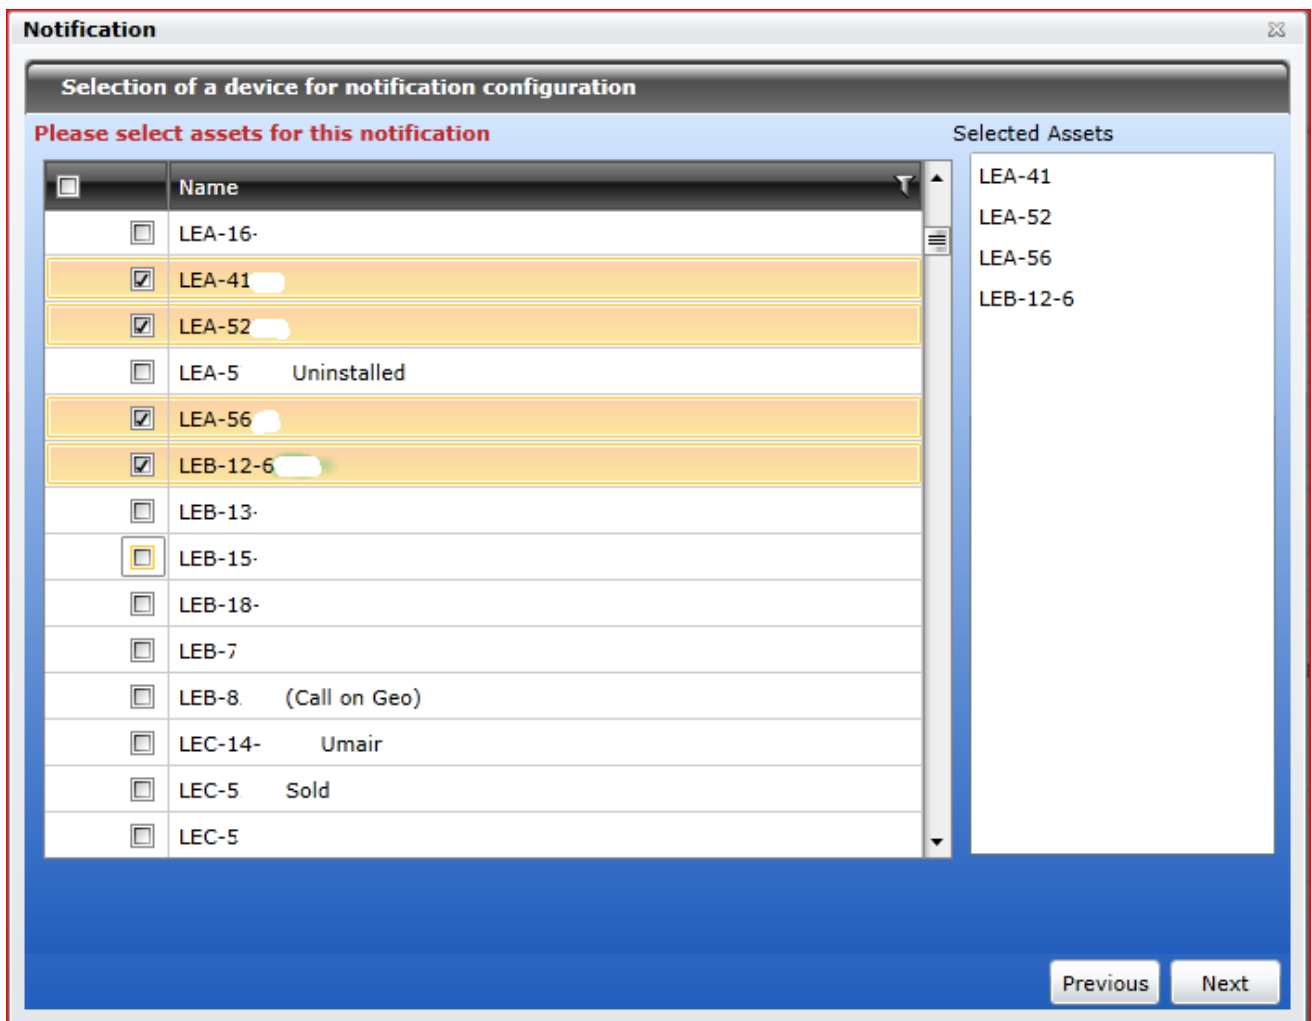 Notification
Selection of a device for notification configuration
Please select assets for this notification
Selected Assets
Name
LEA-16-
LEA-41
LEA-52
LEA-5 Uninstalled
LEA-56
LEB-12-6
LEB-13-
LEB-15-
LEB-18-
LEB-7
LEB-8 (Call on Geo)
LEC-14- Umair
LEC-5 Sold
LEC-5
LEA-41
LEA-52
LEA-56
LEB-12-6
Previous Next